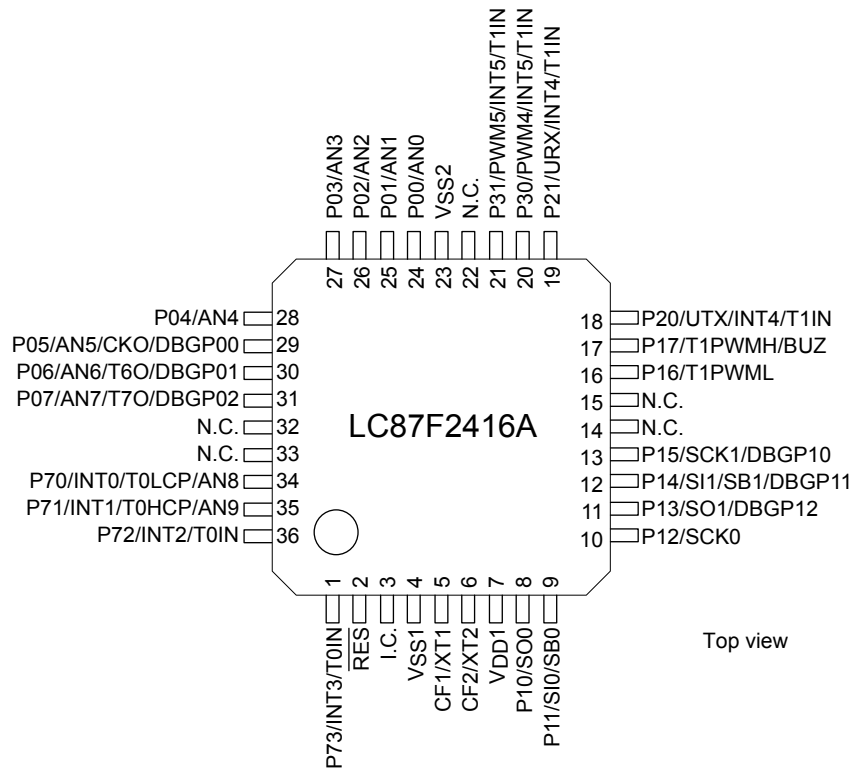 P03/AN3
P02/AN2
P01/AN1
P00/AN0
VSS2
N.C.
P31/PWM5/INT5/T1IN
P30/PWM4/INT5/T1IN
P21/URX/INT4/T1IN
27
26
25
24
23
22
21
20
19
P04/AN4 28
P05/AN5/CKO/DBGP00 29
P06/AN6/T6O/DBGP01 30
P07/AN7/T7O/DBGP02 31
N.C. 32
N.C. 33
P70/INT0/T0LCP/AN8 34
P71/INT1/T0HCP/AN9 35
P72/INT2/T0IN 36
LC87F2416A
18 P20/UTX/INT4/T1IN
17 P17/T1PWMH/BUZ
16 P16/T1PWML
15 N.C.
14 N.C.
13 P15/SCK1/DBGP10
12 P14/SI1/SB1/DBGP11
11 P13/SO1/DBGP12
10 P12/SCK0
1
2
3
4
5
6
7
8
9
P73/INT3/T0IN
RES
I.C.
VSS1
CF1/XT1
CF2/XT2
VDD1
P10/SO0
P11/SI0/SB0
Top view